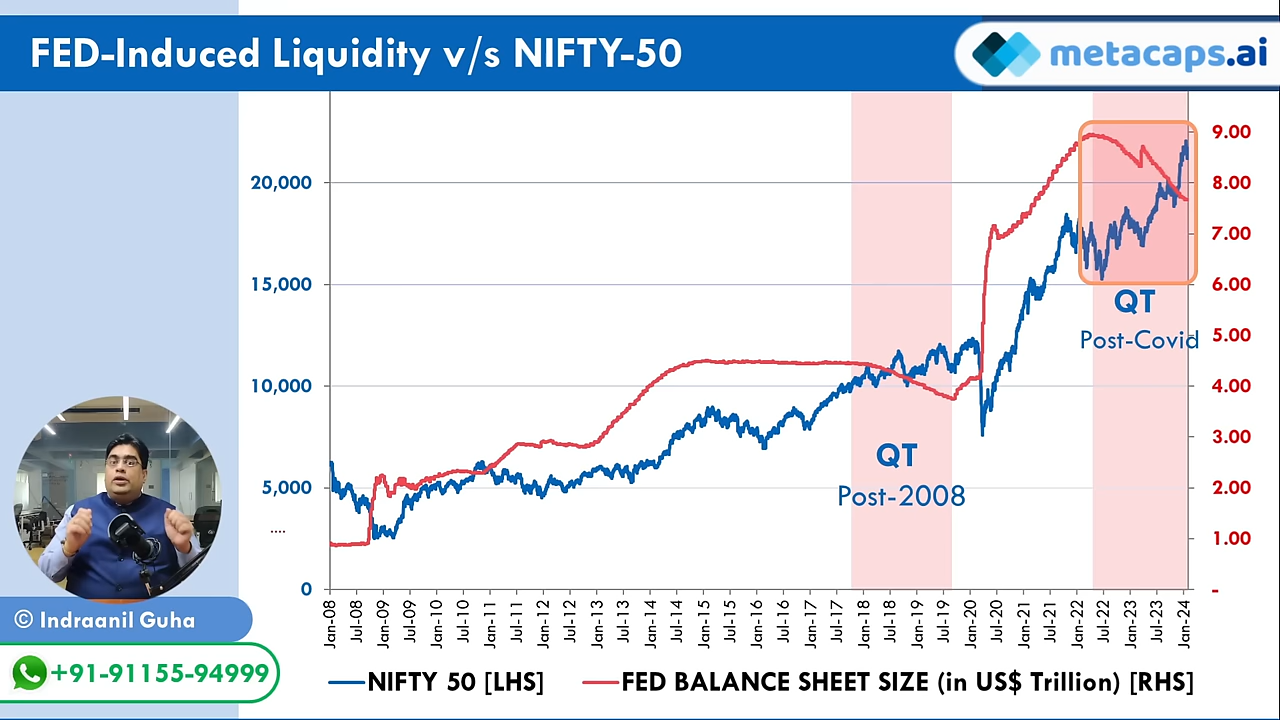 FED-Induced Liquidity v/s NIFTY-50
metacaps.ai
20,000
15,000
10,000
5,000
....
0
9.00
8.00
7.00
6.00
5.00
4.00
3.00
2.00
1.00
-
QT
Post-Covid
QT
Post-2008
Jan-08
Jul-08
Jan-09
Jul-09
Jan-10
Jul-10
Jan-11
Jul-11
Jan-12
Jul-12
Jan-13
Jul-13
Jan-14
Jul-14
Jan-15
Jul-15
Jan-16
Jul-16
Jan-17
Jul-17
Jan-18
Jul-18
Jan-19
Jul-19
Jan-20
Jul-20
Jan-21
Jul-21
Jan-22
Jul-22
Jan-23
Jul-23
Jan-24
NIFTY 50 [LHS]
FED BALANCE SHEET SIZE (in US$ Trillion) [RHS]
© Indraanil Guha
+91-91155-94999